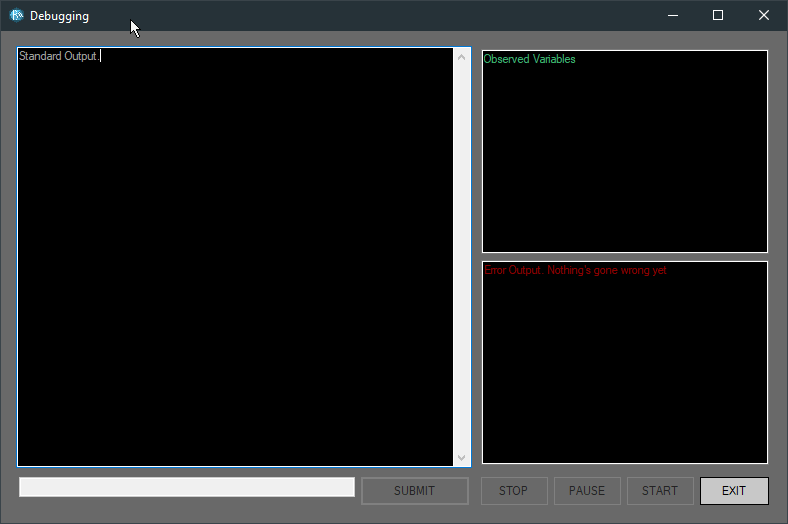 Debugging
Standard Output.
Observed Variables
Error Output. Nothing's gone wrong yet
SUBMIT
STOP
PAUSE
START
EXIT